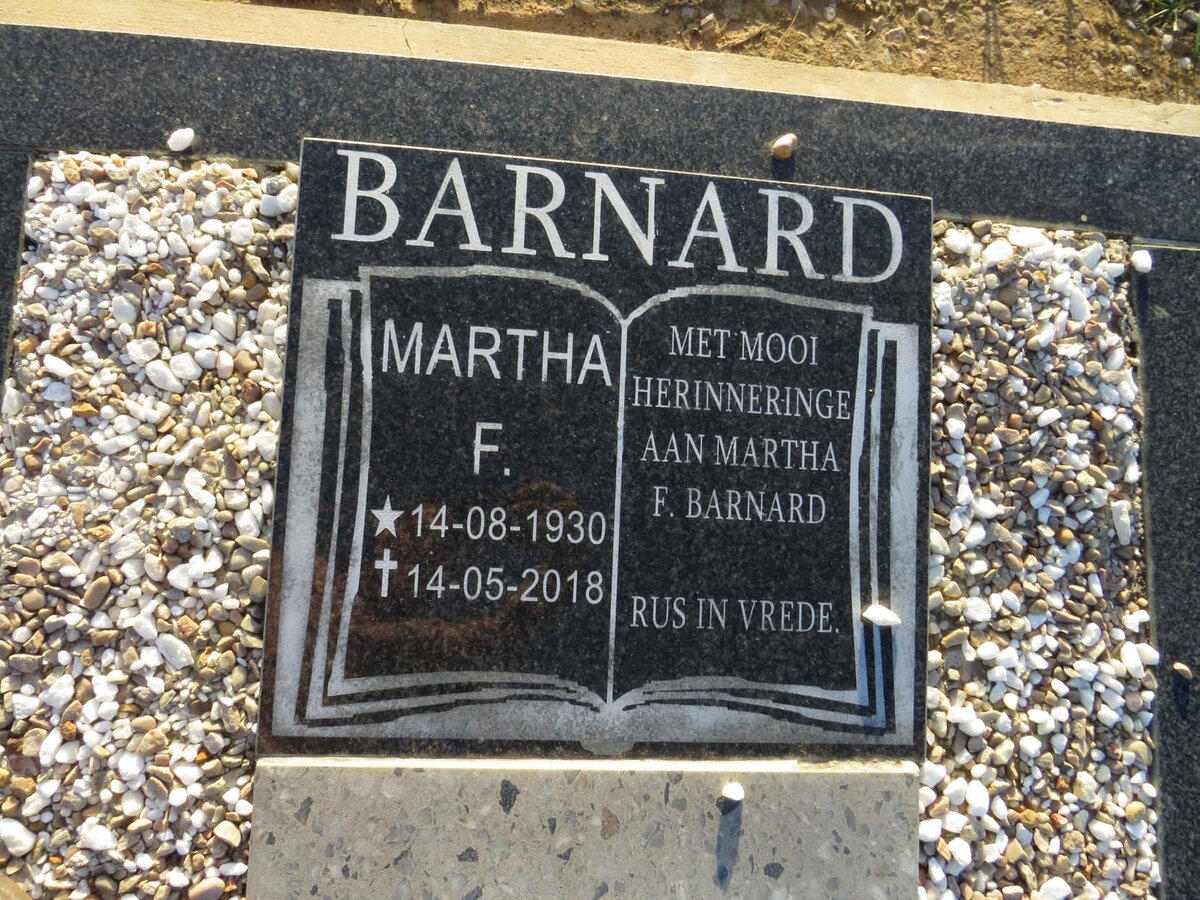 BARNARD
MARTHA
F.
★14-08-1930
✝14-05-2018
MET MOOI
HERINNERINGE
AAN MARTHA
F. BARNARD
RUS IN VREDE.